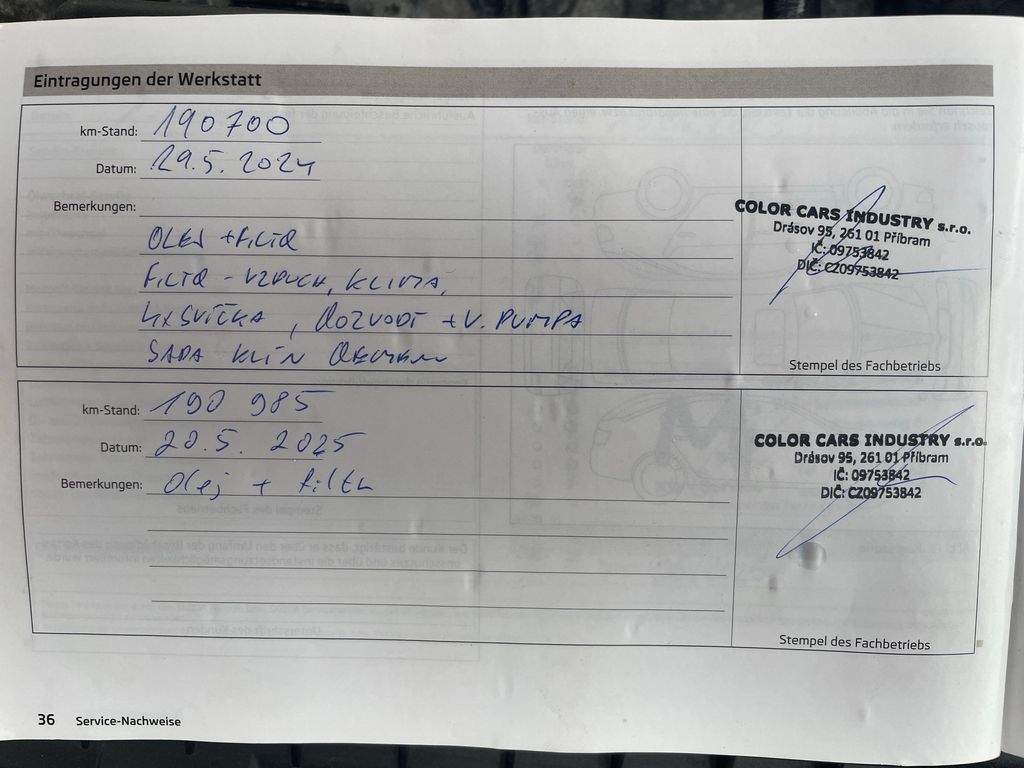 Eintragungen der Werkstatt
km-Stand: 190 700
Datum: 29.5. 2024
Bemerkungen:
OLEJ + FILTR
FILTR - VZDUCH, KLIMA,
4x SVÍČKA, ROZVODY + V. PUMPA
SADA KLÍN ŘEMEN
COLOR CARS INDUSTRY s.r.o.
Drásov 95, 261 01 Příbram
IČ: 09753842
DIČ: CZ09753842
Stempel des Fachbetriebs
km-Stand: 190 985
Datum: 20.5. 2025
Bemerkungen: Olej + filtr
COLOR CARS INDUSTRY s.r.o.
Drásov 95, 261 01 Příbram
IČ: 09753842
DIČ: CZ09753842
Stempel des Fachbetriebs
36 Service-Nachweise